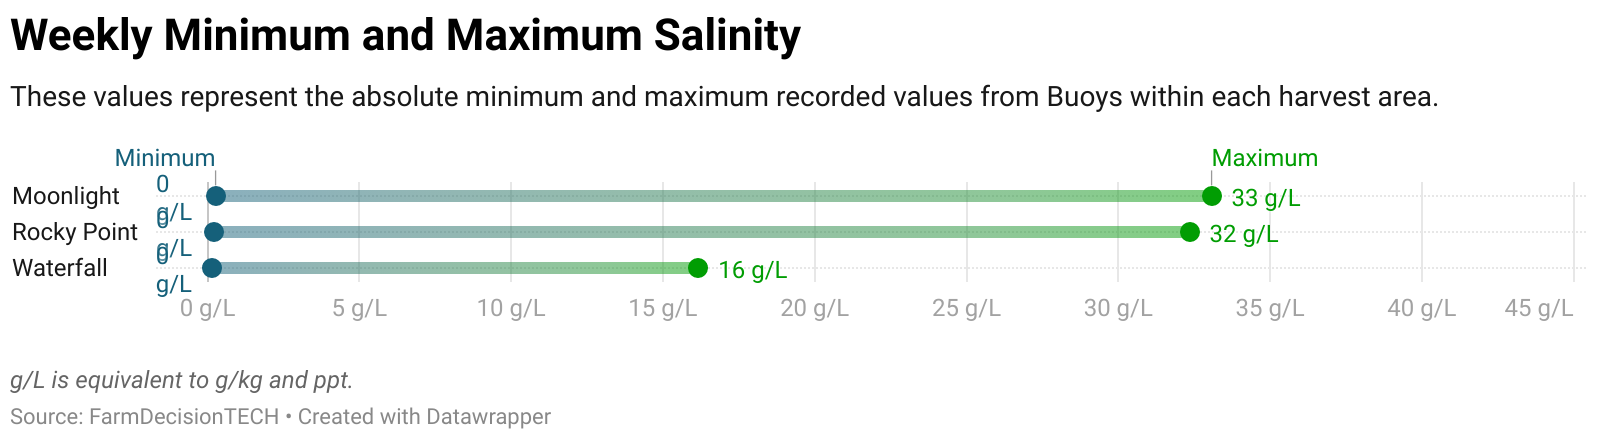 Weekly Minimum and Maximum Salinity
These values represent the absolute minimum and maximum recorded values from Buoys within each harvest area.
Minimum
Maximum
Moonlight
0
g/L
33 g/L
Rocky Point
0
g/L
32 g/L
Waterfall
0
g/L
16 g/L
0 g/L 5 g/L 10 g/L 15 g/L 20 g/L 25 g/L 30 g/L 35 g/L 40 g/L 45 g/L
g/L is equivalent to g/kg and ppt.
Source: FarmDecisionTECH • Created with Datawrapper